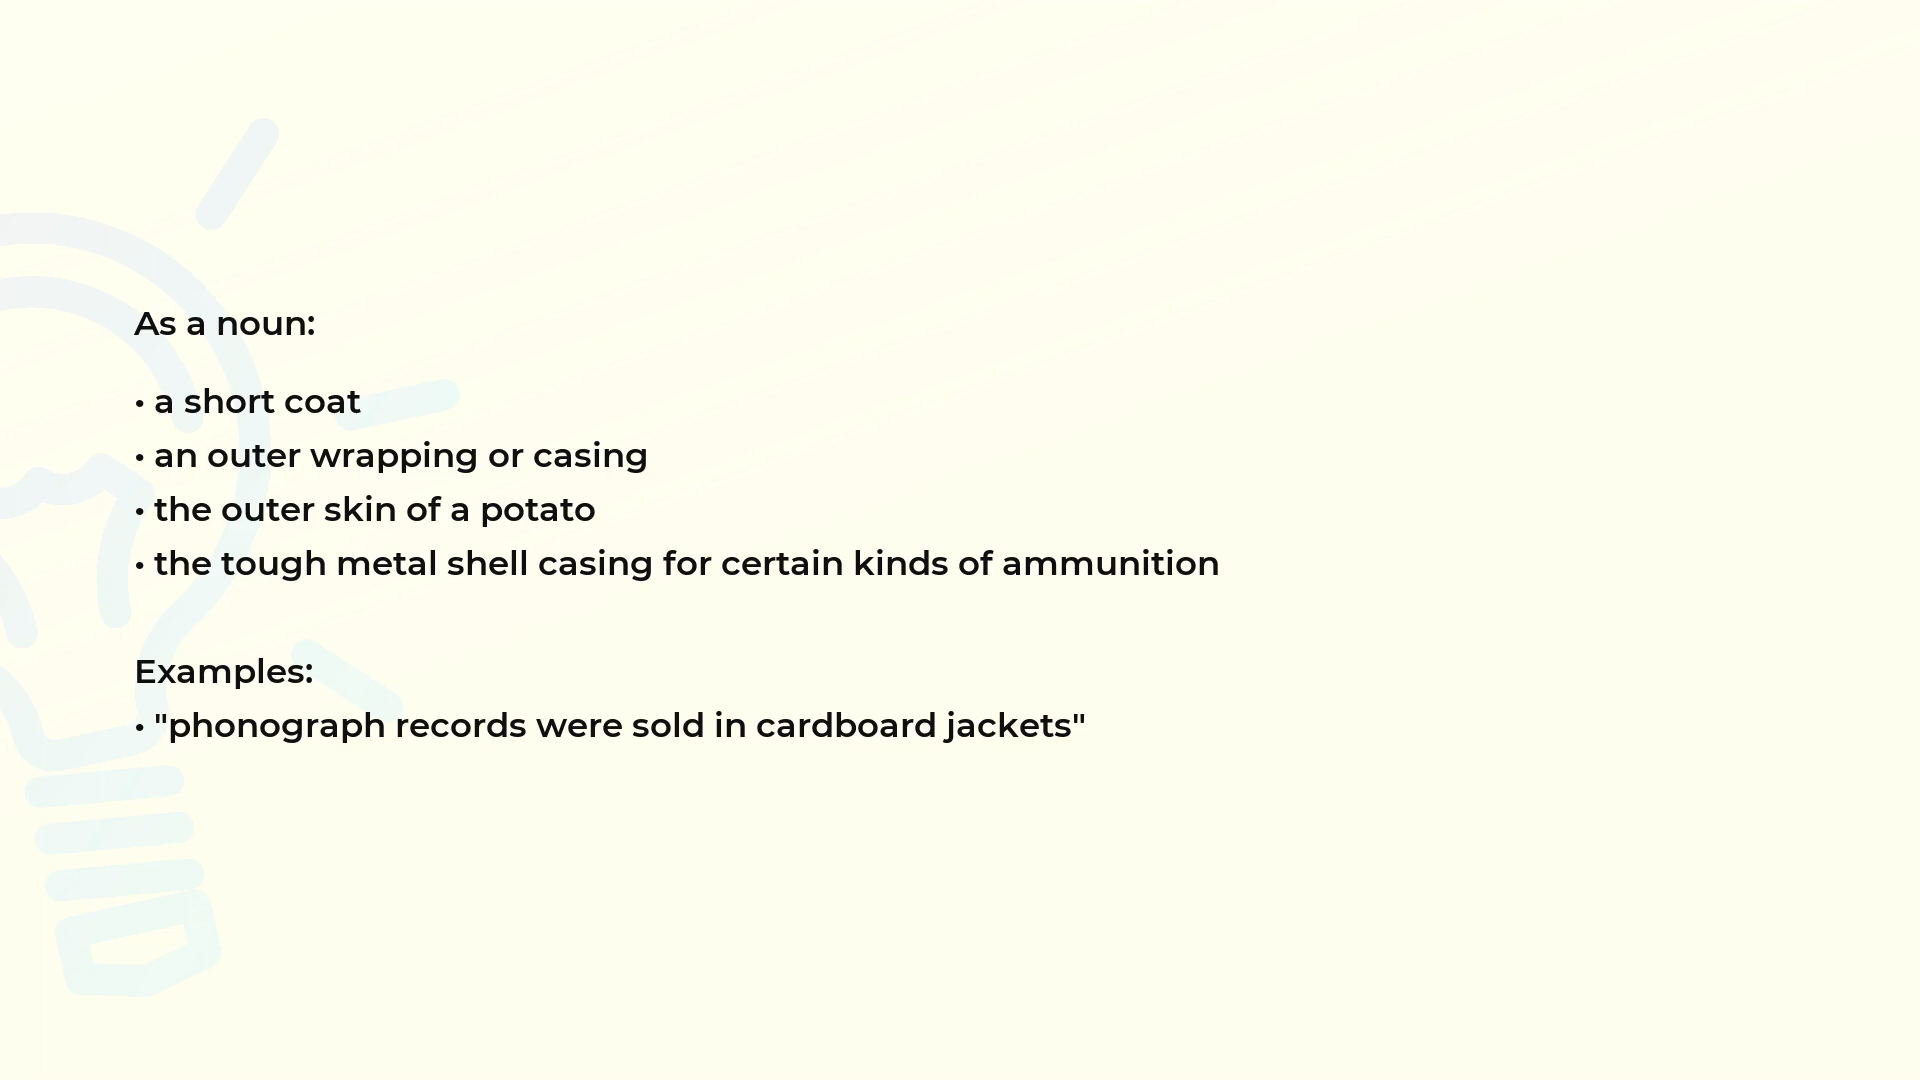 As a noun:
• a short coat
• an outer wrapping or casing
• the outer skin of a potato
• the tough metal shell casing for certain kinds of ammunition
Examples:
• "phonograph records were sold in cardboard jackets"